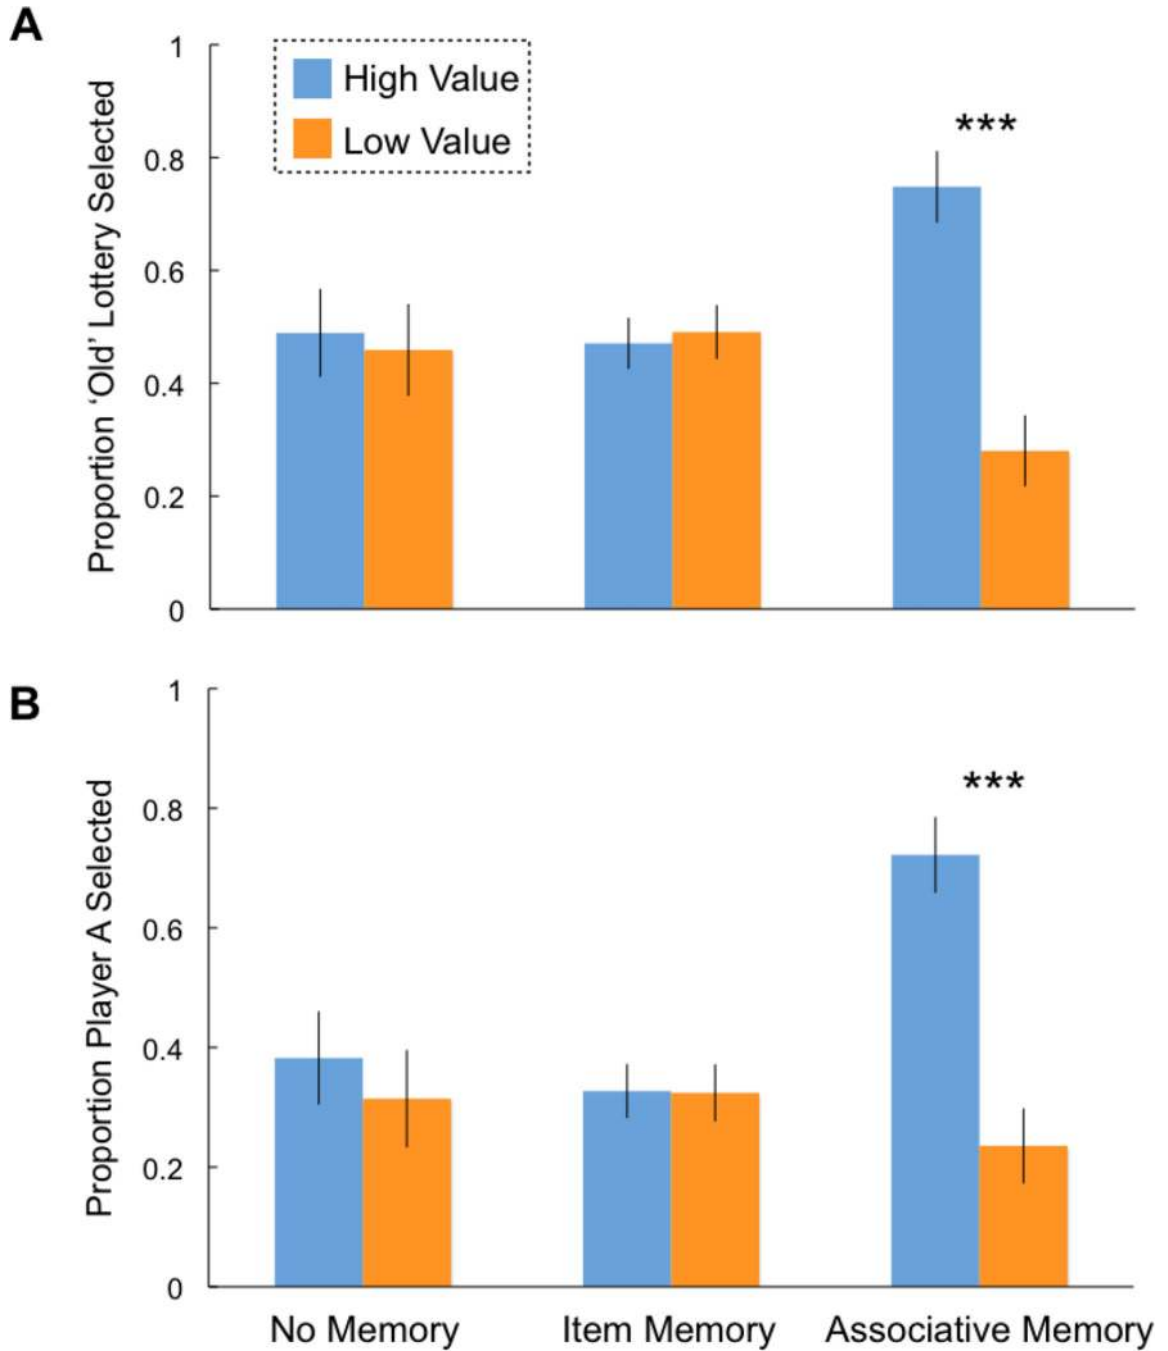 A
1
High Value
Low Value
***
0.8
0.6
0.4
0.2
0
Proportion ‘Old’ Lottery Selected
B
1
***
0.8
0.6
0.4
0.2
0
Proportion Player A Selected
No Memory Item Memory Associative Memory